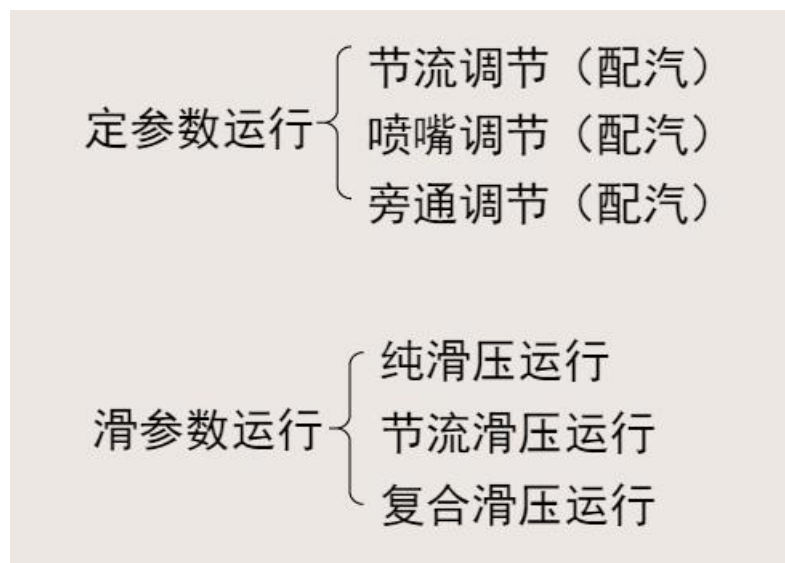 定参数运行
节流调节（配汽）
喷嘴调节（配汽）
旁通调节（配汽）
滑参数运行
纯滑压运行
节流滑压运行
复合滑压运行